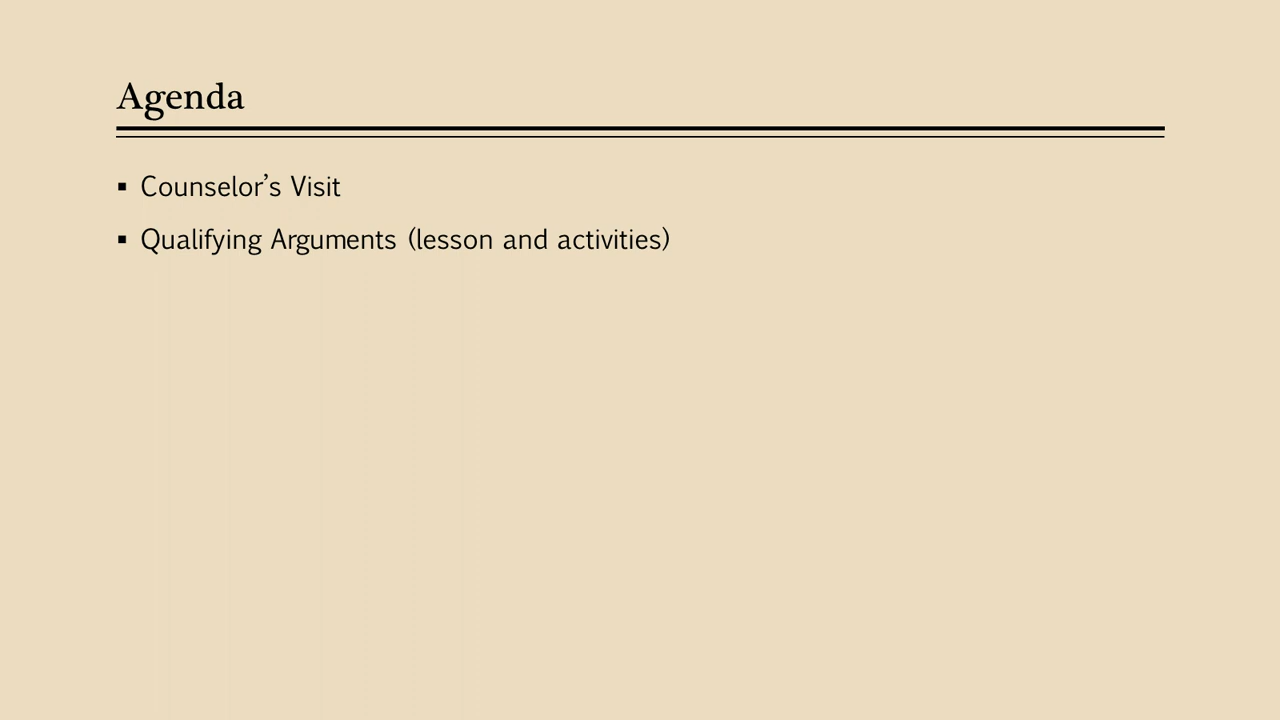 Agenda
▪ Counselor’s Visit
▪ Qualifying Arguments (lesson and activities)